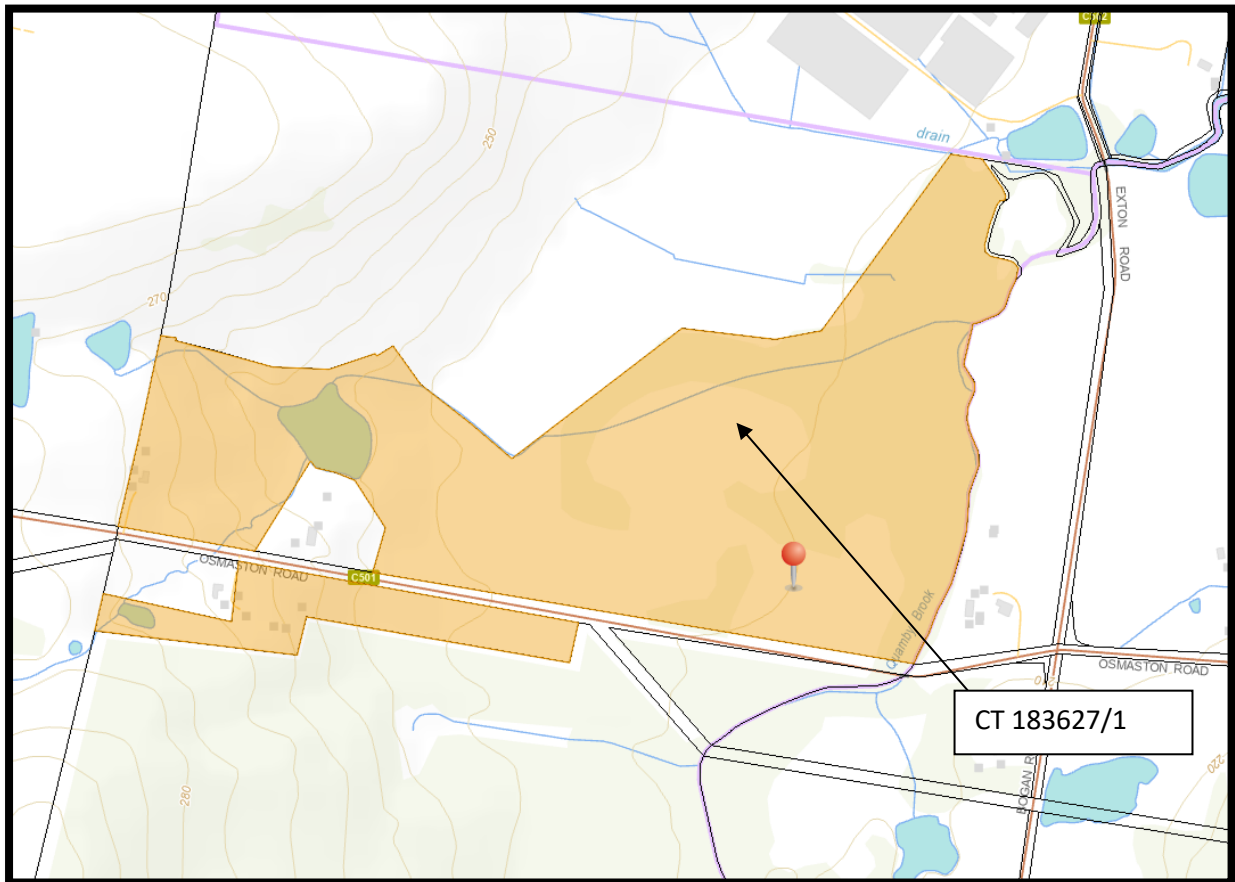 C502
drain
250
EXTON ROAD
270
OSMASTON ROAD
C501
Quamby Brook
OSMASTON ROAD
CT 183627/1
220
280